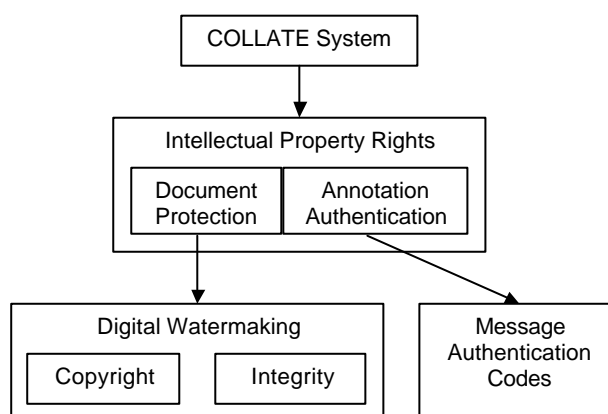 COLLATE System
Intellectual Property Rights
Document
Protection
Annotation
Authentication
Digital Watermaking
Copyright
Integrity
Message
Authentication
Codes